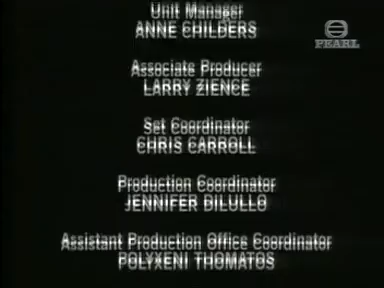 Unit Manager
ANNE CHILDERS
PEARL
Associate Producer
LARRY ZIENCE
Set Coordinator
CHRIS CARROLL
Production Coordinator
JENNIFER DILULLO
Assistant Production Office Coordinator
POLYXENI THOMATOS